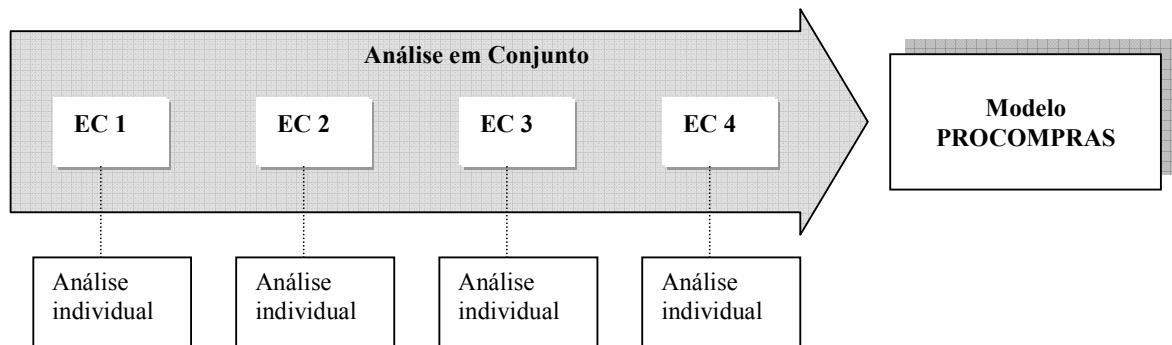 Análise em Conjunto
EC 1
EC 2
EC 3
EC 4
Modelo
PROCOMPRAS
Análise
individual
Análise
individual
Análise
individual
Análise
individual